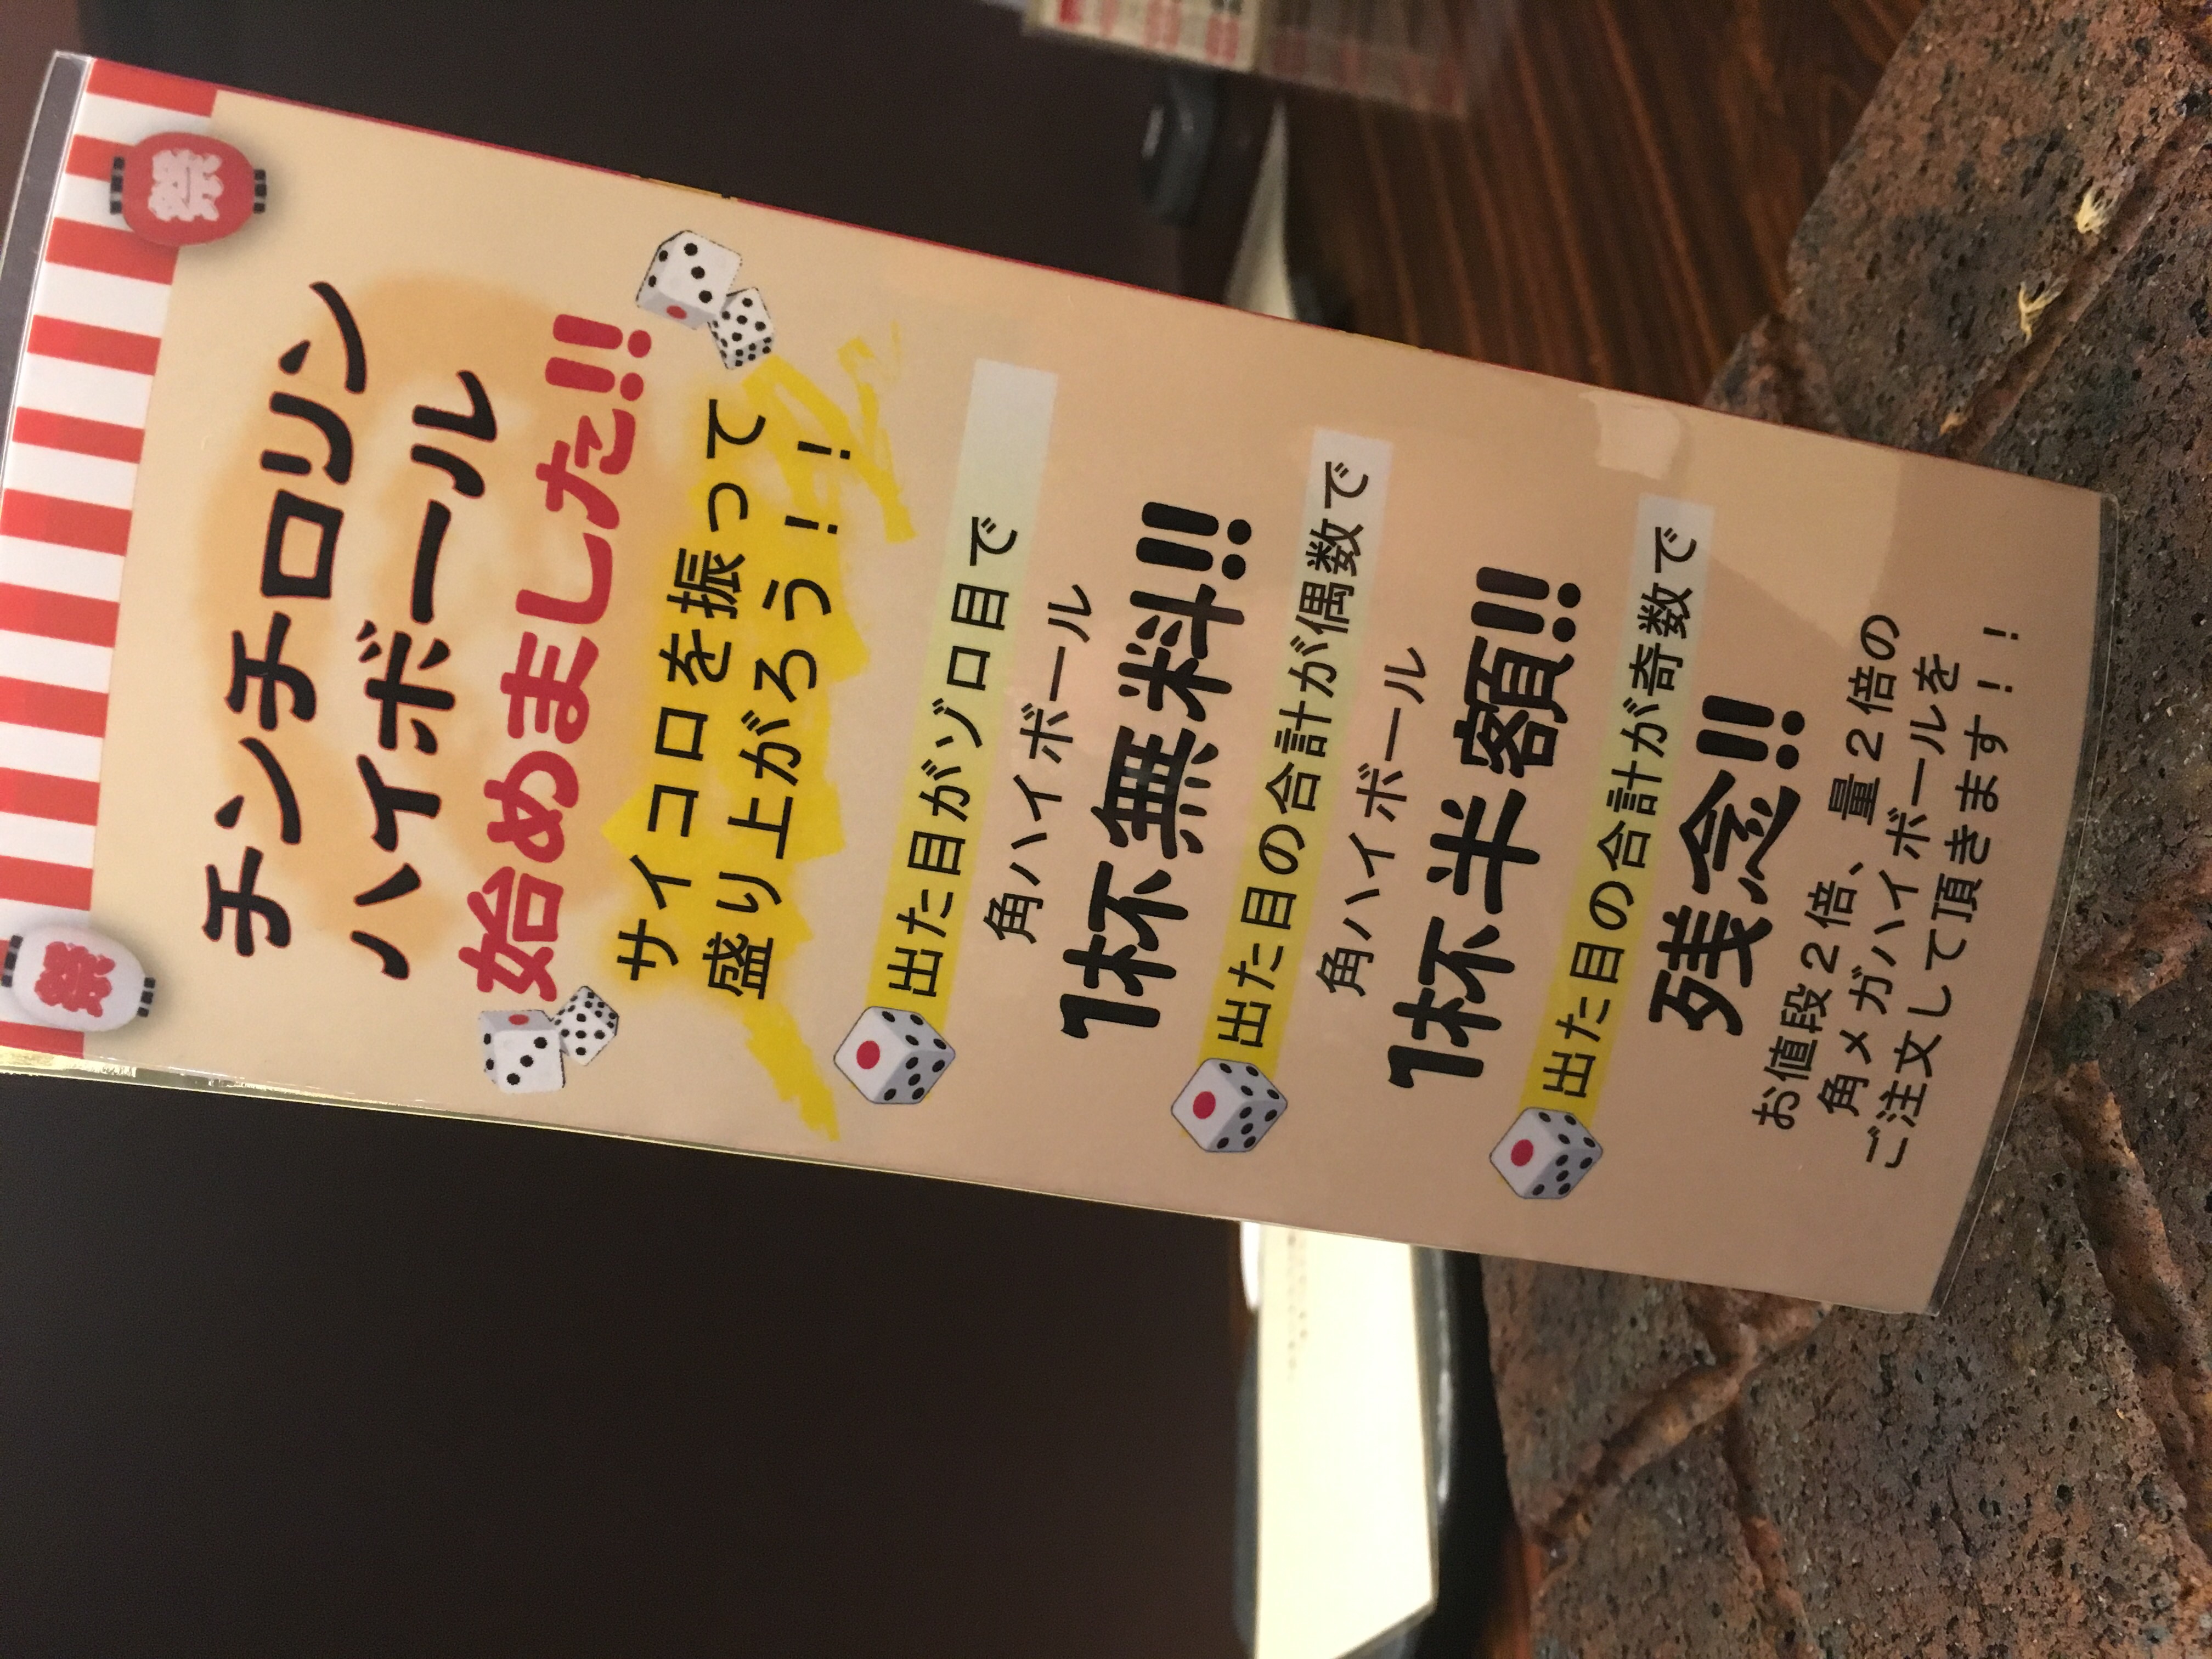 祭
祭
チンチロリン
ハイボール
始めました!!
サイコロを振って
盛り上がろう！！
出た目がゾロ目で
角ハイボール
1杯無料!!
出た目の合計が偶数で
角ハイボール
1杯半額!!
出た目の合計が奇数で
残念!!
お値段２倍、量２倍の
角メガハイボールを
ご注文して頂きます！！